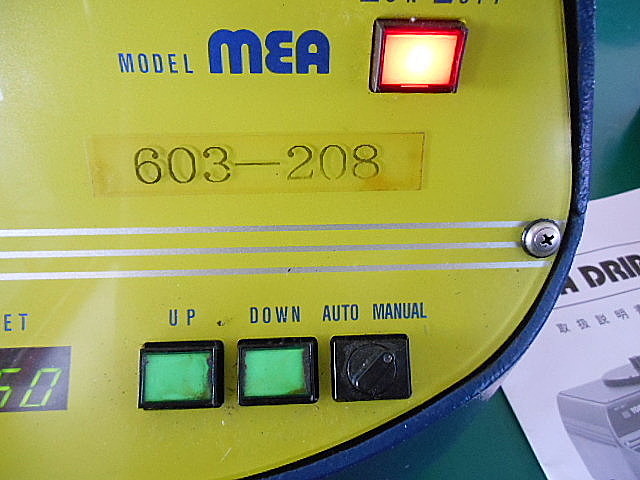 MODEL MEA
603-208
UP DOWN AUTO MANUAL
ET
50
A DRI
取扱説明